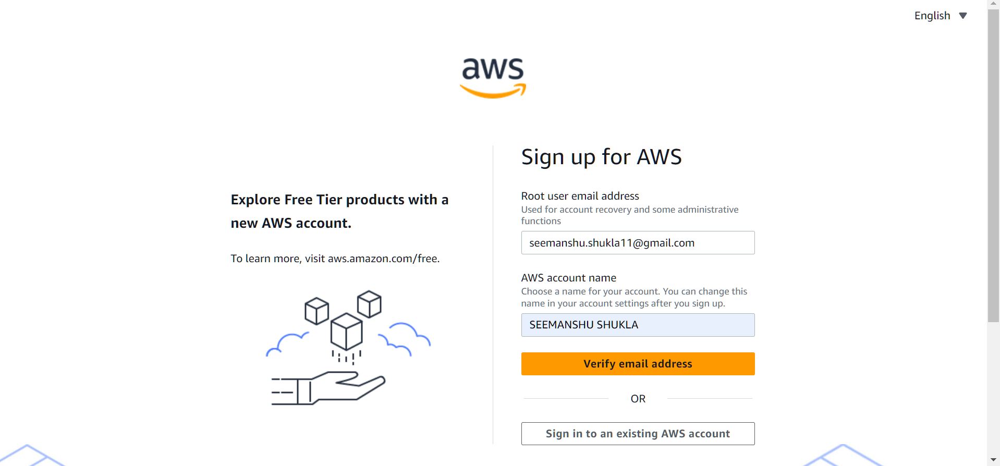 English
aws
Explore Free Tier products with a
new AWS account.
To learn more, visit aws.amazon.com/free.
Sign up for AWS
Root user email address
Used for account recovery and some administrative
functions
seemanshu.shukla11@gmail.com
AWS account name
Choose a name for your account. You can change this
name in your account settings after you sign up.
SEEMANSHU SHUKLA
Verify email address
OR
Sign in to an existing AWS account